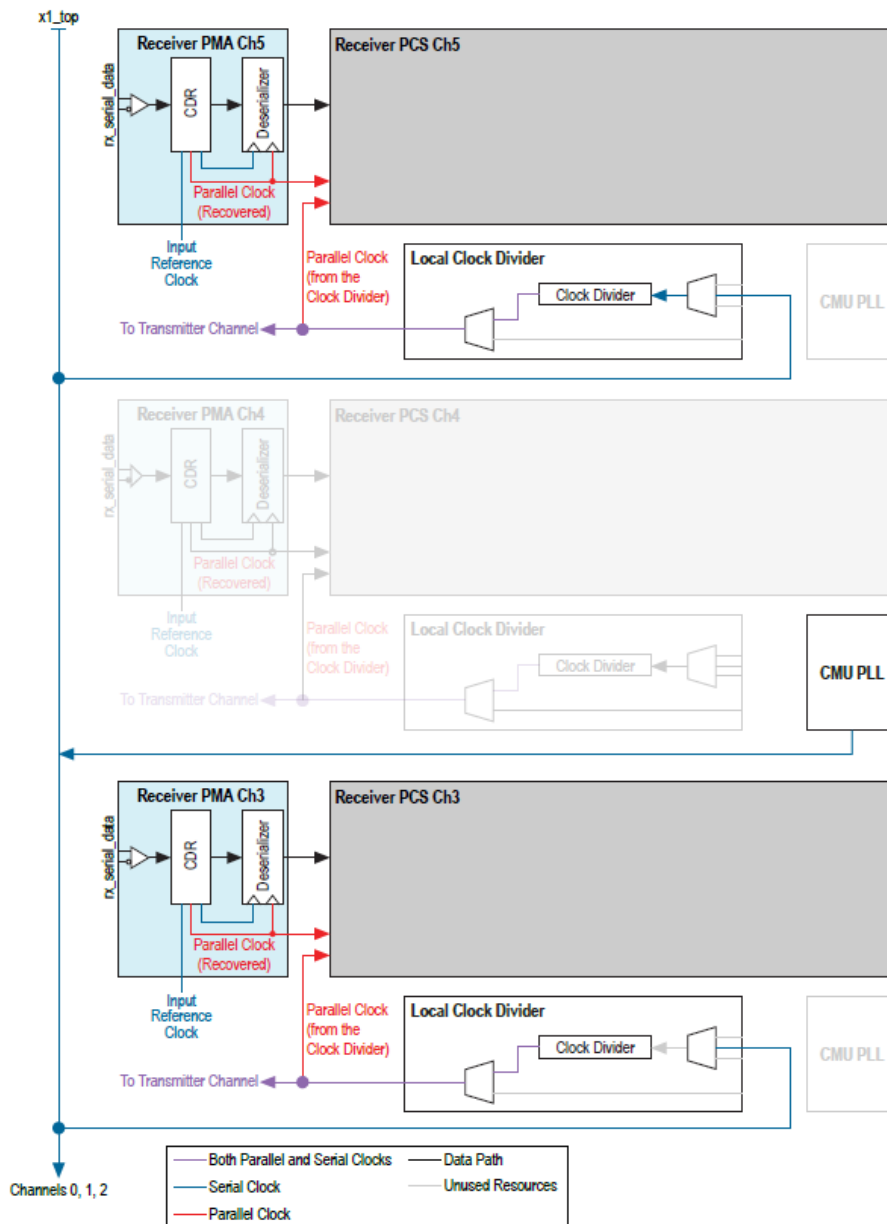 x1_top
Receiver PMA Ch5
Receiver PCS Ch5
rx_serial_data
CDR
Deserializer
Parallel Clock
(Recovered)
Input
Reference
Clock
Parallel Clock
(from the
Clock Divider)
Local Clock Divider
Clock Divider
CMU PLL
To Transmitter Channel
Receiver PMA Ch4
Receiver PCS Ch4
rx_serial_data
CDR
Deserializer
Parallel Clock
(Recovered)
Input
Reference
Clock
Parallel Clock
(from the
Clock Divider)
Local Clock Divider
Clock Divider
CMU PLL
To Transmitter Channel
Receiver PMA Ch3
Receiver PCS Ch3
rx_serial_data
CDR
Deserializer
Parallel Clock
(Recovered)
Input
Reference
Clock
Parallel Clock
(from the
Clock Divider)
Local Clock Divider
Clock Divider
CMU PLL
To Transmitter Channel
Channels 0, 1, 2
Both Parallel and Serial Clocks
Data Path
Serial Clock
Unused Resources
Parallel Clock